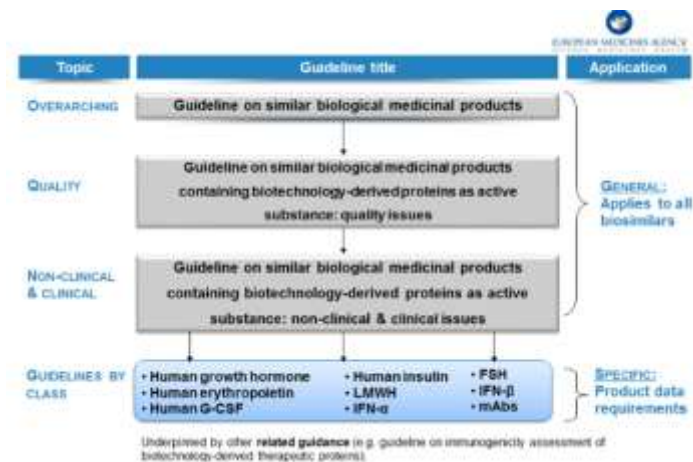 EUROPEAN MEDICINES AGENCY
Topic
Guideline title
Application
OVERARCHING
Guideline on similar biological medicinal products
QUALITY
Guideline on similar biological medicinal products
containing biotechnology-derived proteins as active
substance: quality issues
GENERAL:
Applies to all
biosimilars
NON-CLINICAL
& CLINICAL
Guideline on similar biological medicinal products
containing biotechnology-derived proteins as active
substance: non-clinical & clinical issues
GUIDELINES BY
CLASS
• Human growth hormone
• Human erythropoietin
• Human G-CSF
• Human insulin
• LMWH
• IFN-α
• FSH
• IFN-β
• mAbs
SPECIFIC:
Product data
requirements
Underpinned by other related guidance (e.g. guideline on immunogenicity assessment of
biotechnology-derived therapeutic proteins)